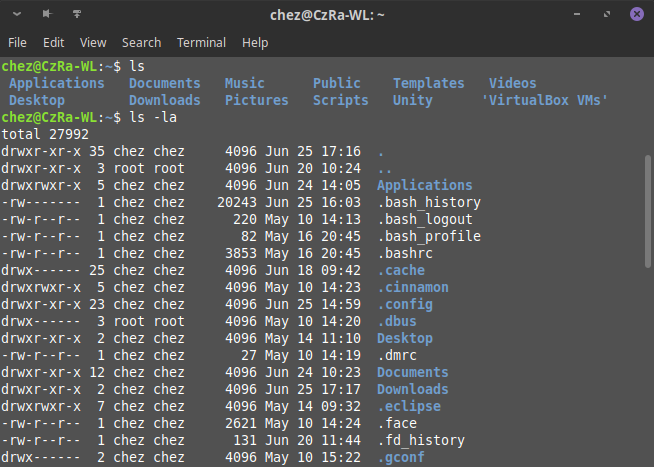 chez@CzRa-WL: ~
File Edit View Search Terminal Help
chez@CzRa-WL:~$ ls
Applications Documents Music Public Templates Videos
Desktop Downloads Pictures Scripts Unity 'VirtualBox VMs'
chez@CzRa-WL:~$ ls -la
total 27992
drwxr-xr-x 35 chez chez 4096 Jun 25 17:16 .
drwxr-xr-x 3 root root 4096 Jun 20 10:24 ..
drwxrwxr-x 5 chez chez 4096 Jun 24 14:05 Applications
-rw------- 1 chez chez 20243 Jun 25 16:03 .bash_history
-rw-r--r-- 1 chez chez 220 May 10 14:13 .bash_logout
-rw-r--r-- 1 chez chez 82 May 16 20:45 .bash_profile
-rw-r--r-- 1 chez chez 3853 May 16 20:45 .bashrc
drwx------ 25 chez chez 4096 Jun 18 09:42 .cache
drwxrwxr-x 5 chez chez 4096 May 10 14:23 .cinnamon
drwxr-xr-x 23 chez chez 4096 Jun 25 14:59 .config
drwx------ 3 root root 4096 May 10 14:20 .dbus
drwxr-xr-x 2 chez chez 4096 May 14 11:10 Desktop
-rw-r--r-- 1 chez chez 27 May 10 14:19 .dmrc
drwxr-xr-x 12 chez chez 4096 Jun 24 10:23 Documents
drwxr-xr-x 2 chez chez 4096 Jun 25 17:17 Downloads
drwxrwxr-x 7 chez chez 4096 May 14 09:32 .eclipse
-rw-r--r-- 1 chez chez 2621 May 10 14:24 .face
-rw-r--r-- 1 chez chez 131 Jun 20 11:44 .fd_history
drwx------ 2 chez chez 4096 May 10 15:22 .gconf